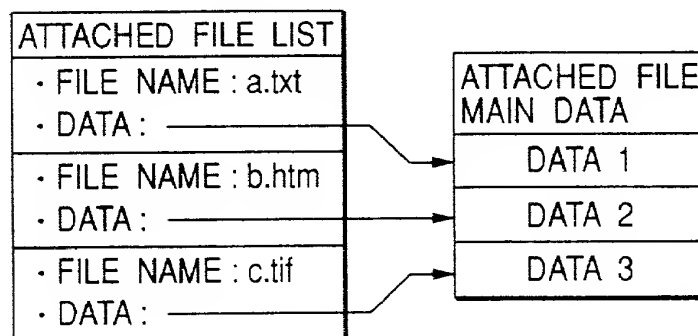 ATTACHED FILE LIST
· FILE NAME : a.txt
· DATA :
· FILE NAME : b.htm
· DATA :
· FILE NAME : c.tif
· DATA :
ATTACHED FILE
MAIN DATA
DATA 1
DATA 2
DATA 3